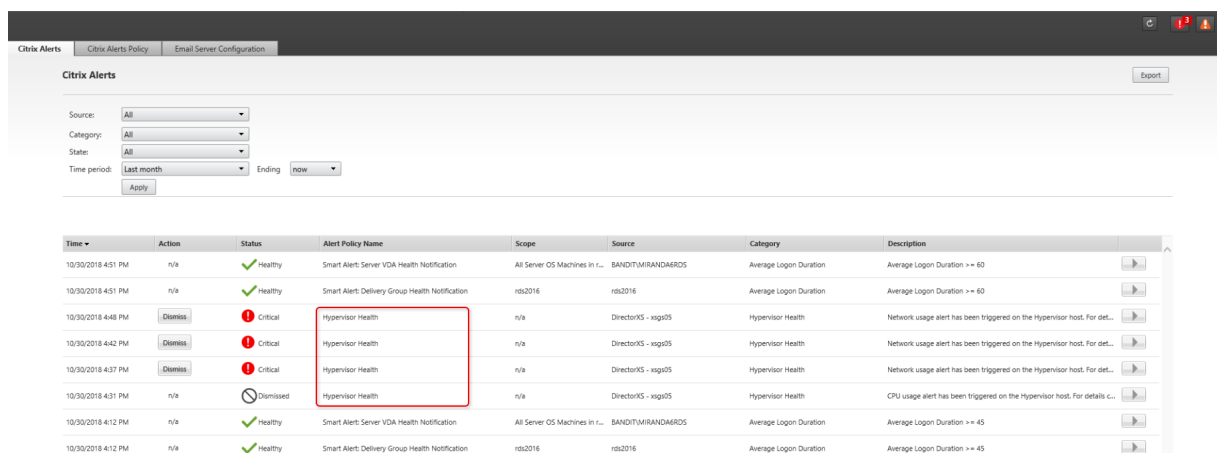 3
Citrix Alerts Citrix Alerts Policy Email Server Configuration
Citrix Alerts Export
Source: All
Category: All
State: All
Time period: Last month Ending now
Apply
Time Action Status Alert Policy Name Scope Source Category Description
10/30/2018 4:51 PM n/a Healthy Smart Alert: Server VDA Health Notification All Server OS Machines in r... BANDIT\MIRANDA6RDS Average Logon Duration Average Logon Duration >= 60
10/30/2018 4:51 PM n/a Healthy Smart Alert: Delivery Group Health Notification rds2016 rds2016 Average Logon Duration Average Logon Duration >= 60
10/30/2018 4:48 PM Dismiss Critical Hypervisor Health n/a DirectorXS - xsgs05 Hypervisor Health Network usage alert has been triggered on the Hypervisor host. For det...
10/30/2018 4:42 PM Dismiss Critical Hypervisor Health n/a DirectorXS - xsgs05 Hypervisor Health Network usage alert has been triggered on the Hypervisor host. For det...
10/30/2018 4:37 PM Dismiss Critical Hypervisor Health n/a DirectorXS - xsgs05 Hypervisor Health Network usage alert has been triggered on the Hypervisor host. For det...
10/30/2018 4:31 PM n/a Dismissed Hypervisor Health n/a DirectorXS - xsgs05 Hypervisor Health CPU usage alert has been triggered on the Hypervisor host. For details c...
10/30/2018 4:12 PM n/a Healthy Smart Alert: Server VDA Health Notification All Server OS Machines in r... BANDIT\MIRANDA6RDS Average Logon Duration Average Logon Duration >= 45
10/30/2018 4:12 PM n/a Healthy Smart Alert: Delivery Group Health Notification rds2016 rds2016 Average Logon Duration Average Logon Duration >= 45